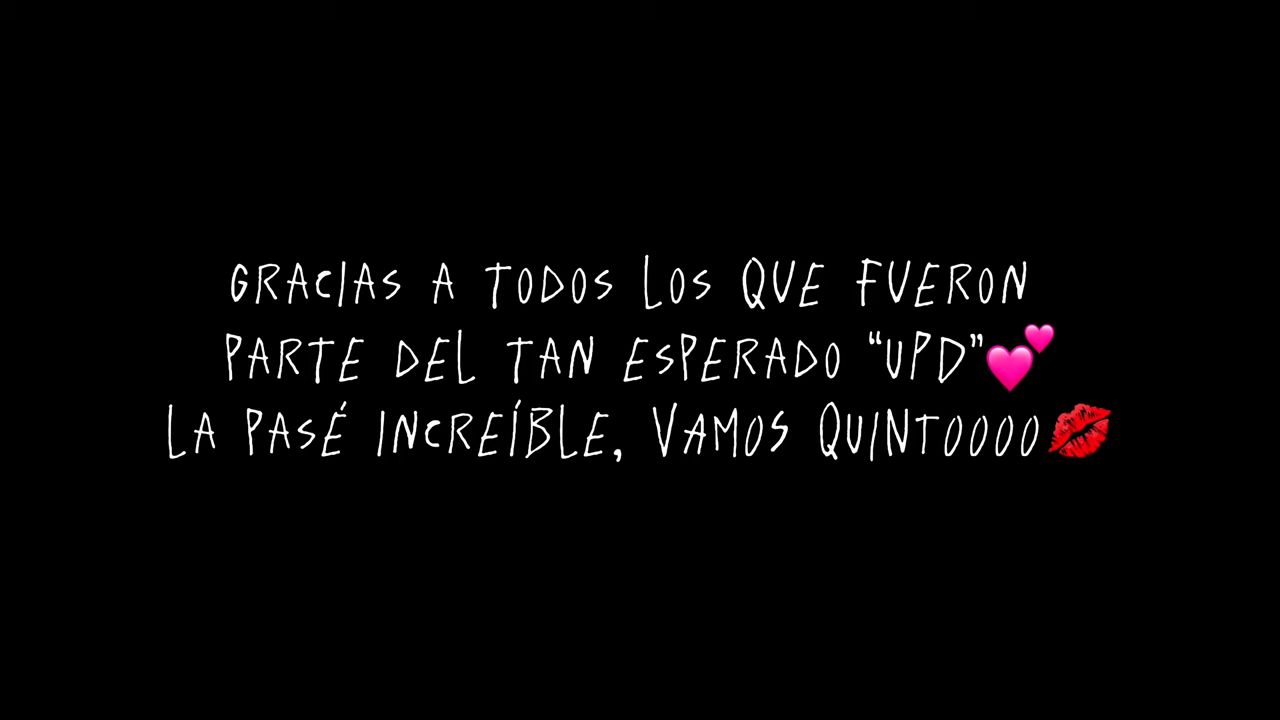 GRACIAS A TODOS LOS QUE FUERON
PARTE DEL TAN ESPERADO “UPD”💕
LA PASÉ INCREÍBLE, VAMOS QUINTOOOO💋